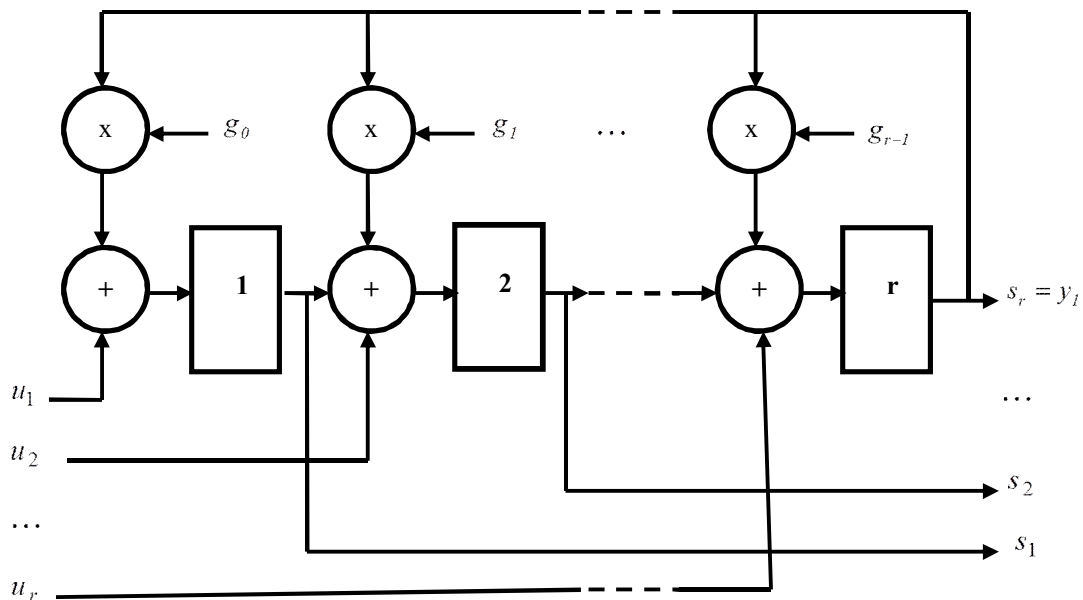 x g₀ x g₁ ... x gᵣ₋₁
+ 1 + 2 + r sᵣ = y₁
u₁ ...
u₂
s₂
...
s₁
uᵣ